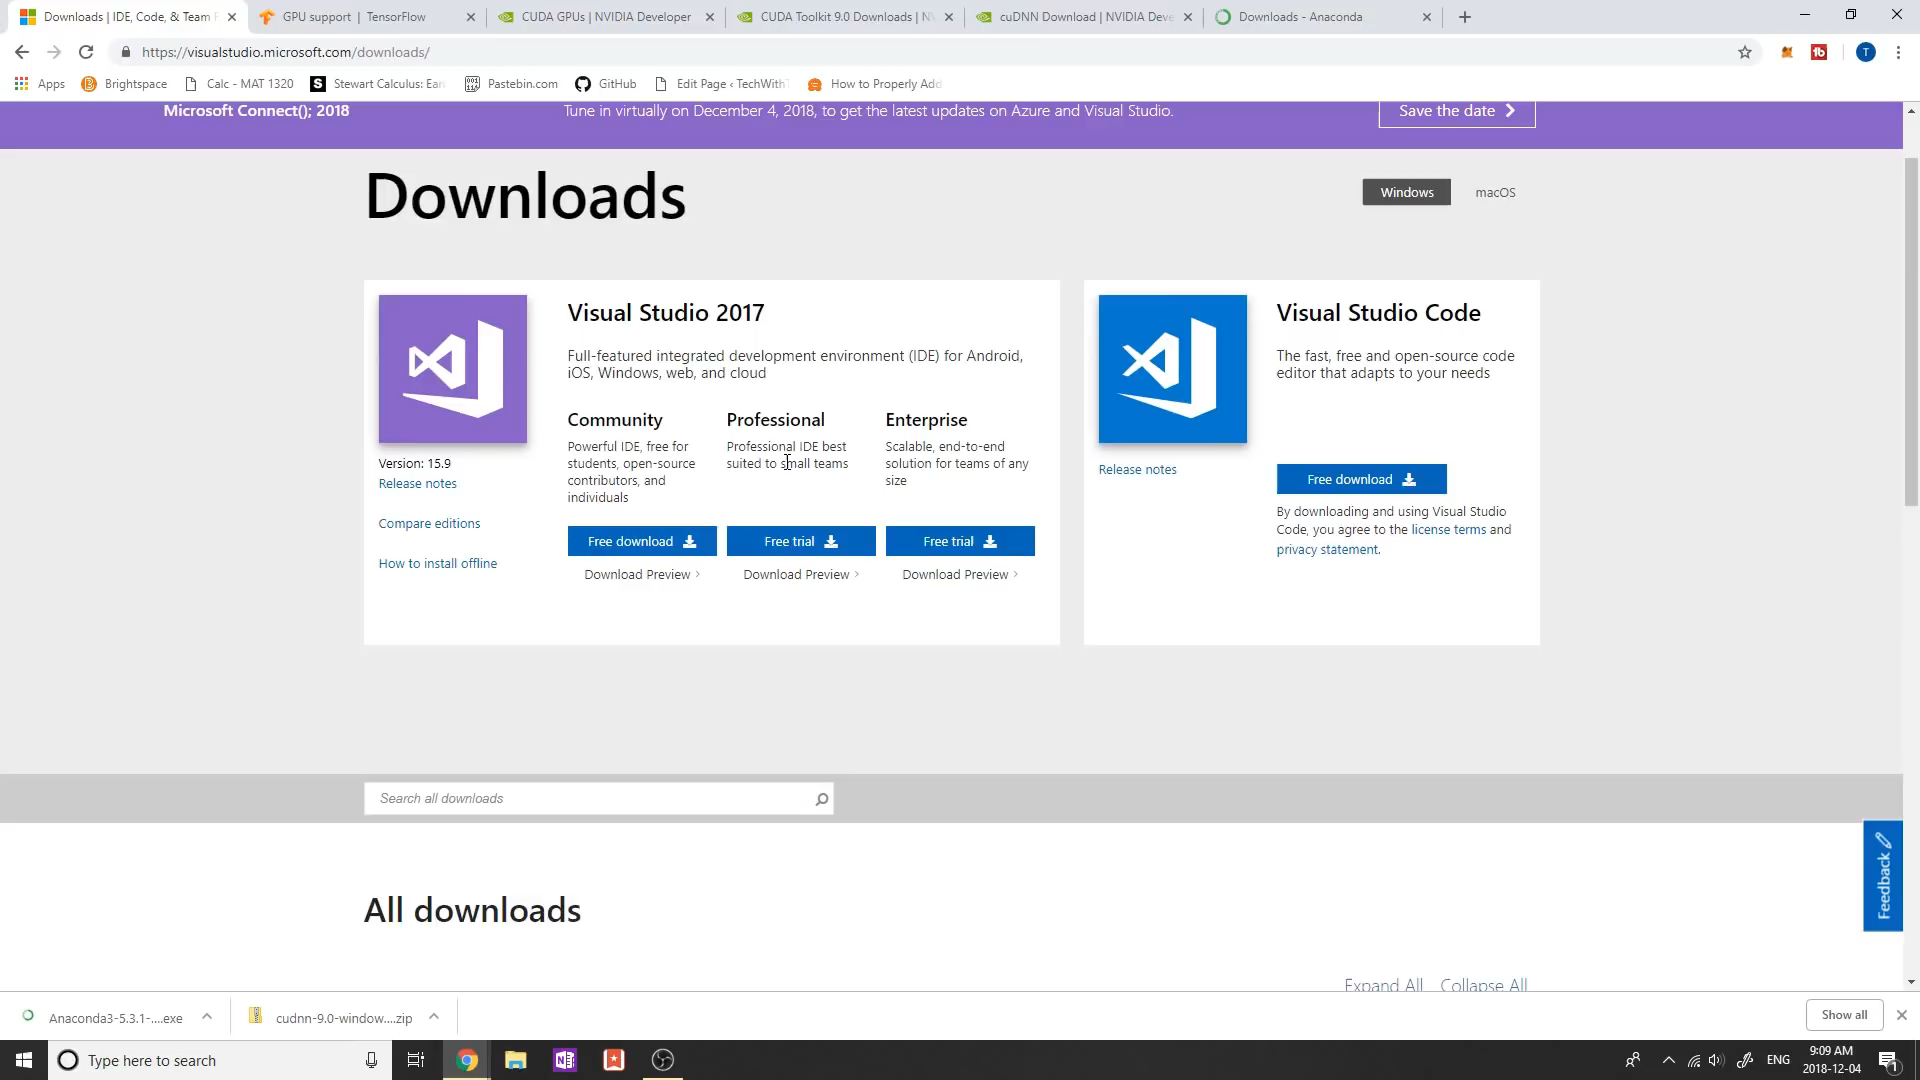 Downloads | IDE, Code, & Team F
GPU support | TensorFlow
CUDA GPUs | NVIDIA Developer
CUDA Toolkit 9.0 Downloads | NV
cuDNN Download | NVIDIA Deve
Downloads - Anaconda
https://visualstudio.microsoft.com/downloads/
T
Apps
Brightspace
Calc - MAT 1320
Stewart Calculus: Ear
Pastebin.com
GitHub
Edit Page ‹ TechWithT
How to Properly Add
Microsoft Connect(); 2018
Tune in virtually on December 4, 2018, to get the latest updates on Azure and Visual Studio.
Save the date
Downloads
Windows
macOS
Visual Studio 2017
Full-featured integrated development environment (IDE) for Android,
iOS, Windows, web, and cloud
Version: 15.9
Release notes
Compare editions
How to install offline
Community
Powerful IDE, free for
students, open-source
contributors, and
individuals
Free download
Download Preview
Professional
Professional IDE best
suited to small teams
Free trial
Download Preview
Enterprise
Scalable, end-to-end
solution for teams of any
size
Free trial
Download Preview
Visual Studio Code
The fast, free and open-source code
editor that adapts to your needs
Release notes
Free download
By downloading and using Visual Studio
Code, you agree to the license terms and
privacy statement.
Search all downloads
Feedback
All downloads
Expand All
Collapse All
Anaconda3-5.3.1-....exe
cudnn-9.0-window....zip
Show all
Type here to search
ENG
9:09 AM
2018-12-04
1